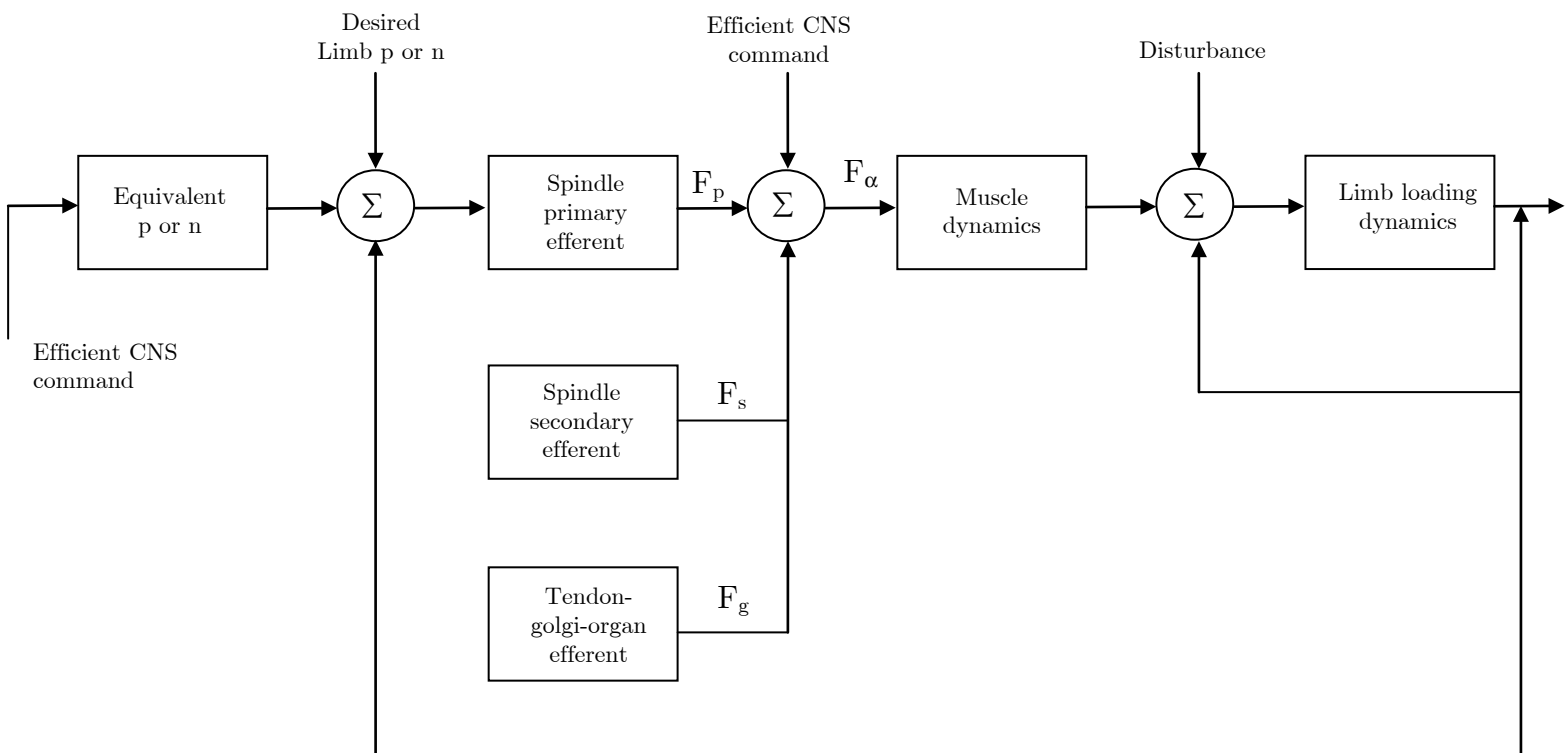 Desired
Limb p or n
Efficient CNS
command
Disturbance
Equivalent
p or n
Σ
Spindle
primary
efferent
F_p
Σ
F_α
Muscle
dynamics
Σ
Limb loading
dynamics
Efficient CNS
command
Spindle
secondary
efferent
F_s
Tendon-
golgi-organ
efferent
F_g